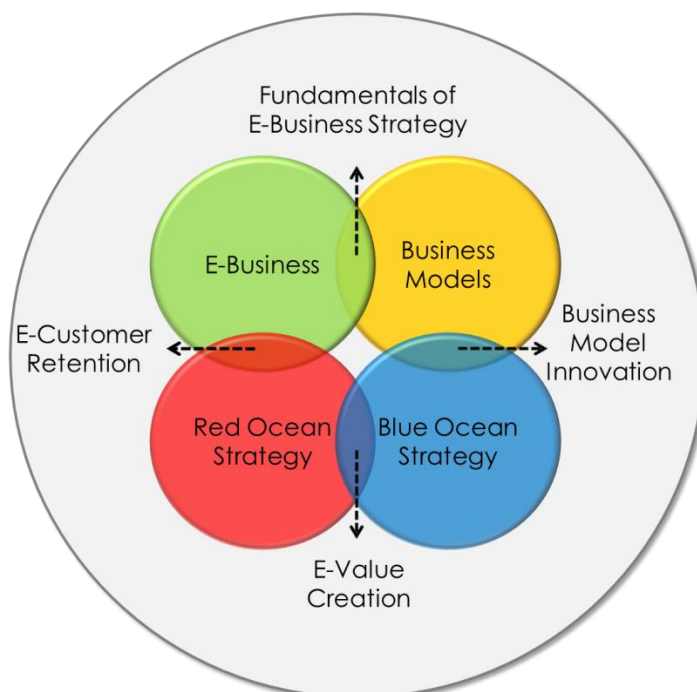 Fundamentals of
E-Business Strategy
E-Business
Business
Models
E-Customer
Retention
Business
Model
Innovation
Red Ocean
Strategy
Blue Ocean
Strategy
E-Value
Creation